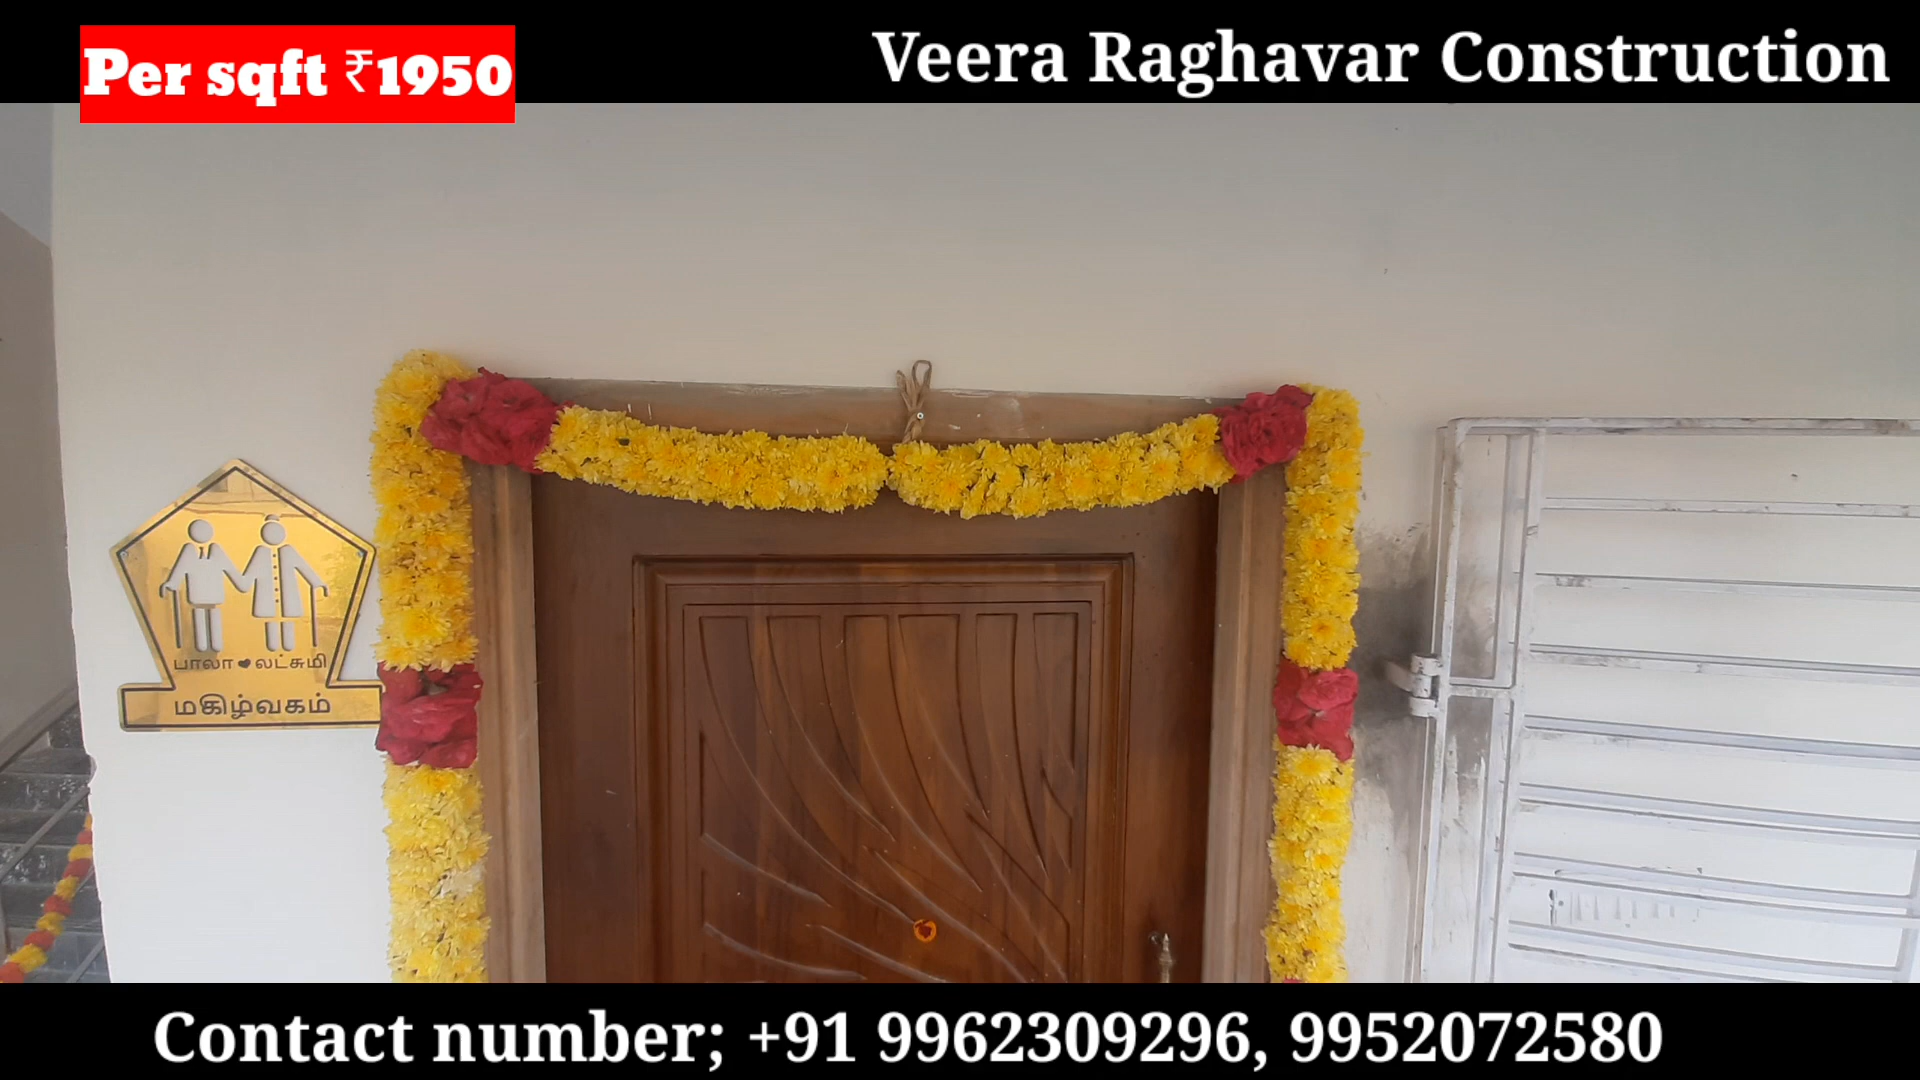 Per sqft ₹1950
Veera Raghavar Construction
பாலா❤லட்சுமி
மகிழ்வகம்
Contact number; +91 9962309296, 9952072580